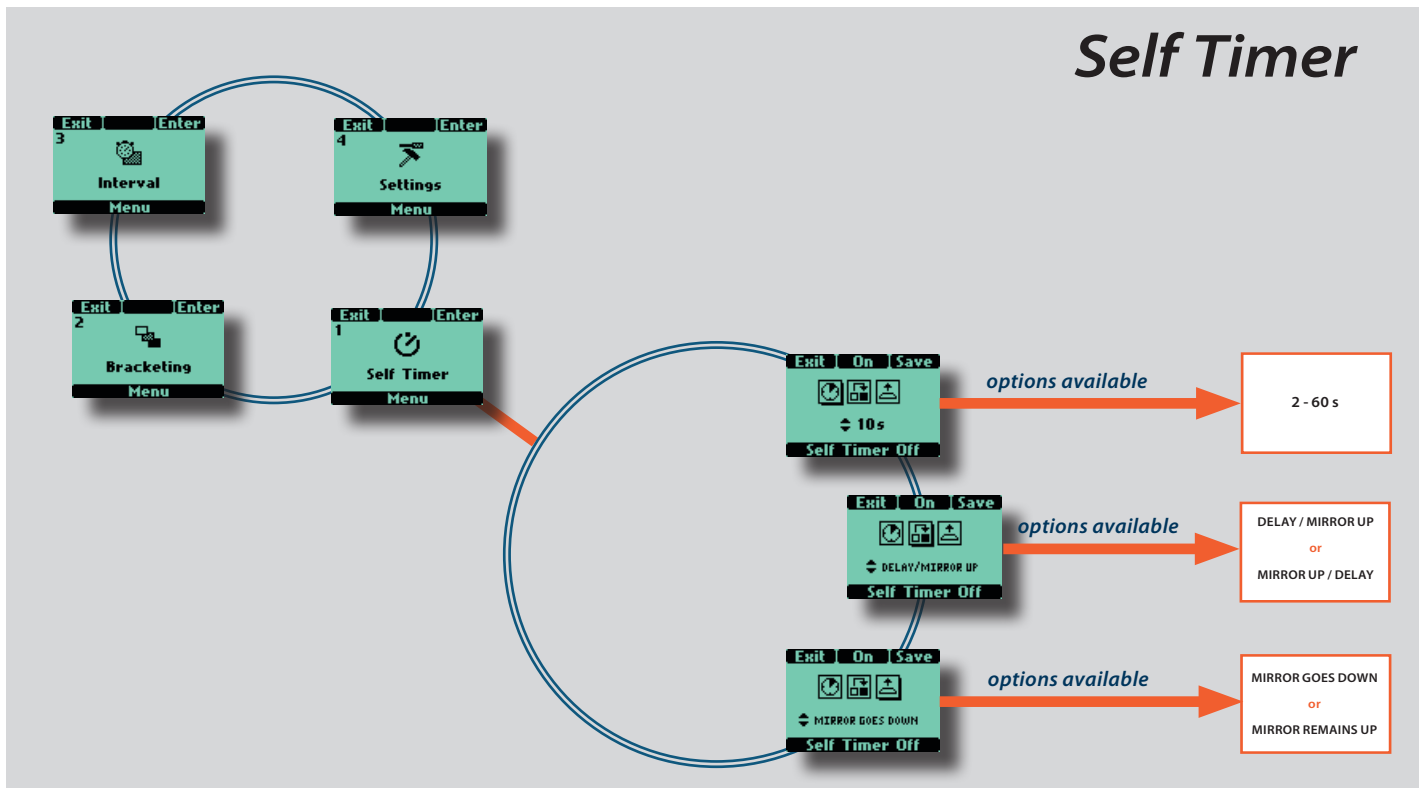 Self Timer
Exit Enter
3
Interval
Menu
Exit Enter
4
Settings
Menu
Exit Enter
2
Bracketing
Menu
Exit Enter
1
Self Timer
Menu
Exit On Save
10 s
Self Timer Off
options available
2 - 60 s
Exit On Save
DELAY/MIRROR UP
Self Timer Off
options available
DELAY / MIRROR UP
or
MIRROR UP / DELAY
Exit On Save
MIRROR GOES DOWN
Self Timer Off
options available
MIRROR GOES DOWN
or
MIRROR REMAINS UP